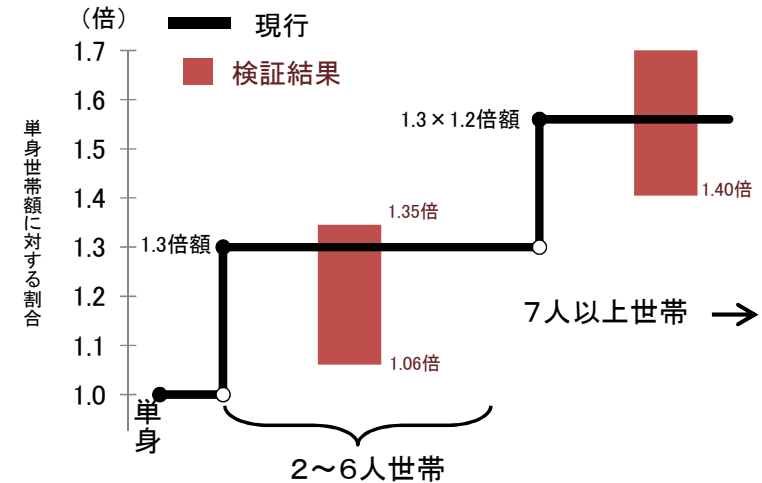 （倍）
現行
検証結果
1.7
1.6
1.5
1.4
1.3
1.2
1.1
1.0
単身世帯額に対する割合
1.3×1.2倍額
1.40倍
1.35倍
1.3倍額
7人以上世帯
1.06倍
単身
2～6人世帯